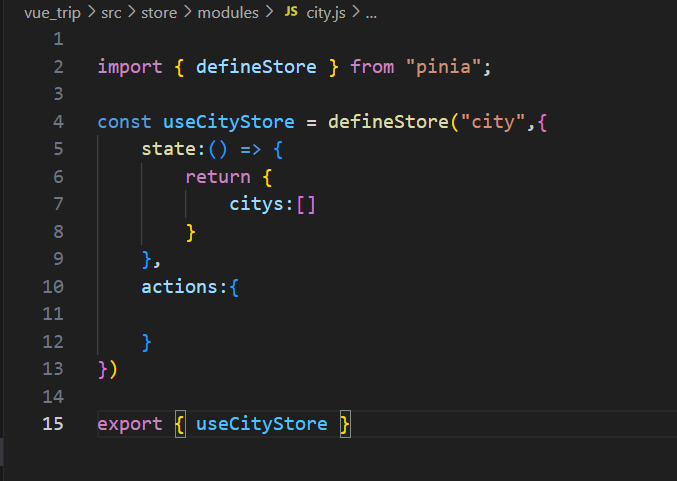 vue_trip > src > store > modules > JS city.js > ...
1
2 import { defineStore } from "pinia";
3
4 const useCityStore = defineStore("city",{
5     state:() => {
6         return {
7             citys:[]
8         }
9     },
10     actions:{
11
12     }
13 })
14
15 export { useCityStore }